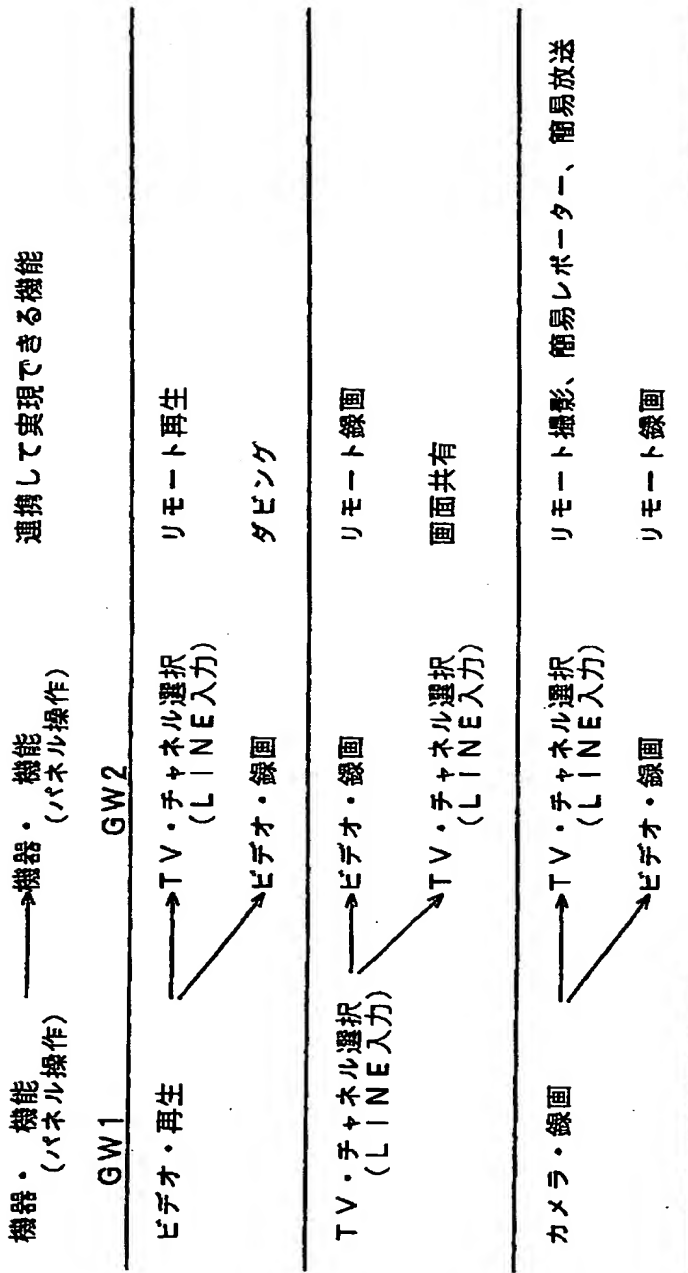 機器・機能 ⟶機器・機能 連携して実現できる機能
(パネル操作) (パネル操作)
GW1 GW2
ビデオ・再生 ⟶TV・チャネル選択 リモート再生
(LINE入力)
ビデオ・録画 ダビング
TV・チャネル選択 ⟶ビデオ・録画 リモート録画
(LINE入力)
TV・チャネル選択 画面共有
(LINE入力)
カメラ・録画 ⟶TV・チャネル選択 リモート撮影、簡易レポーター、簡易放送
(LINE入力)
ビデオ・録画 リモート録画